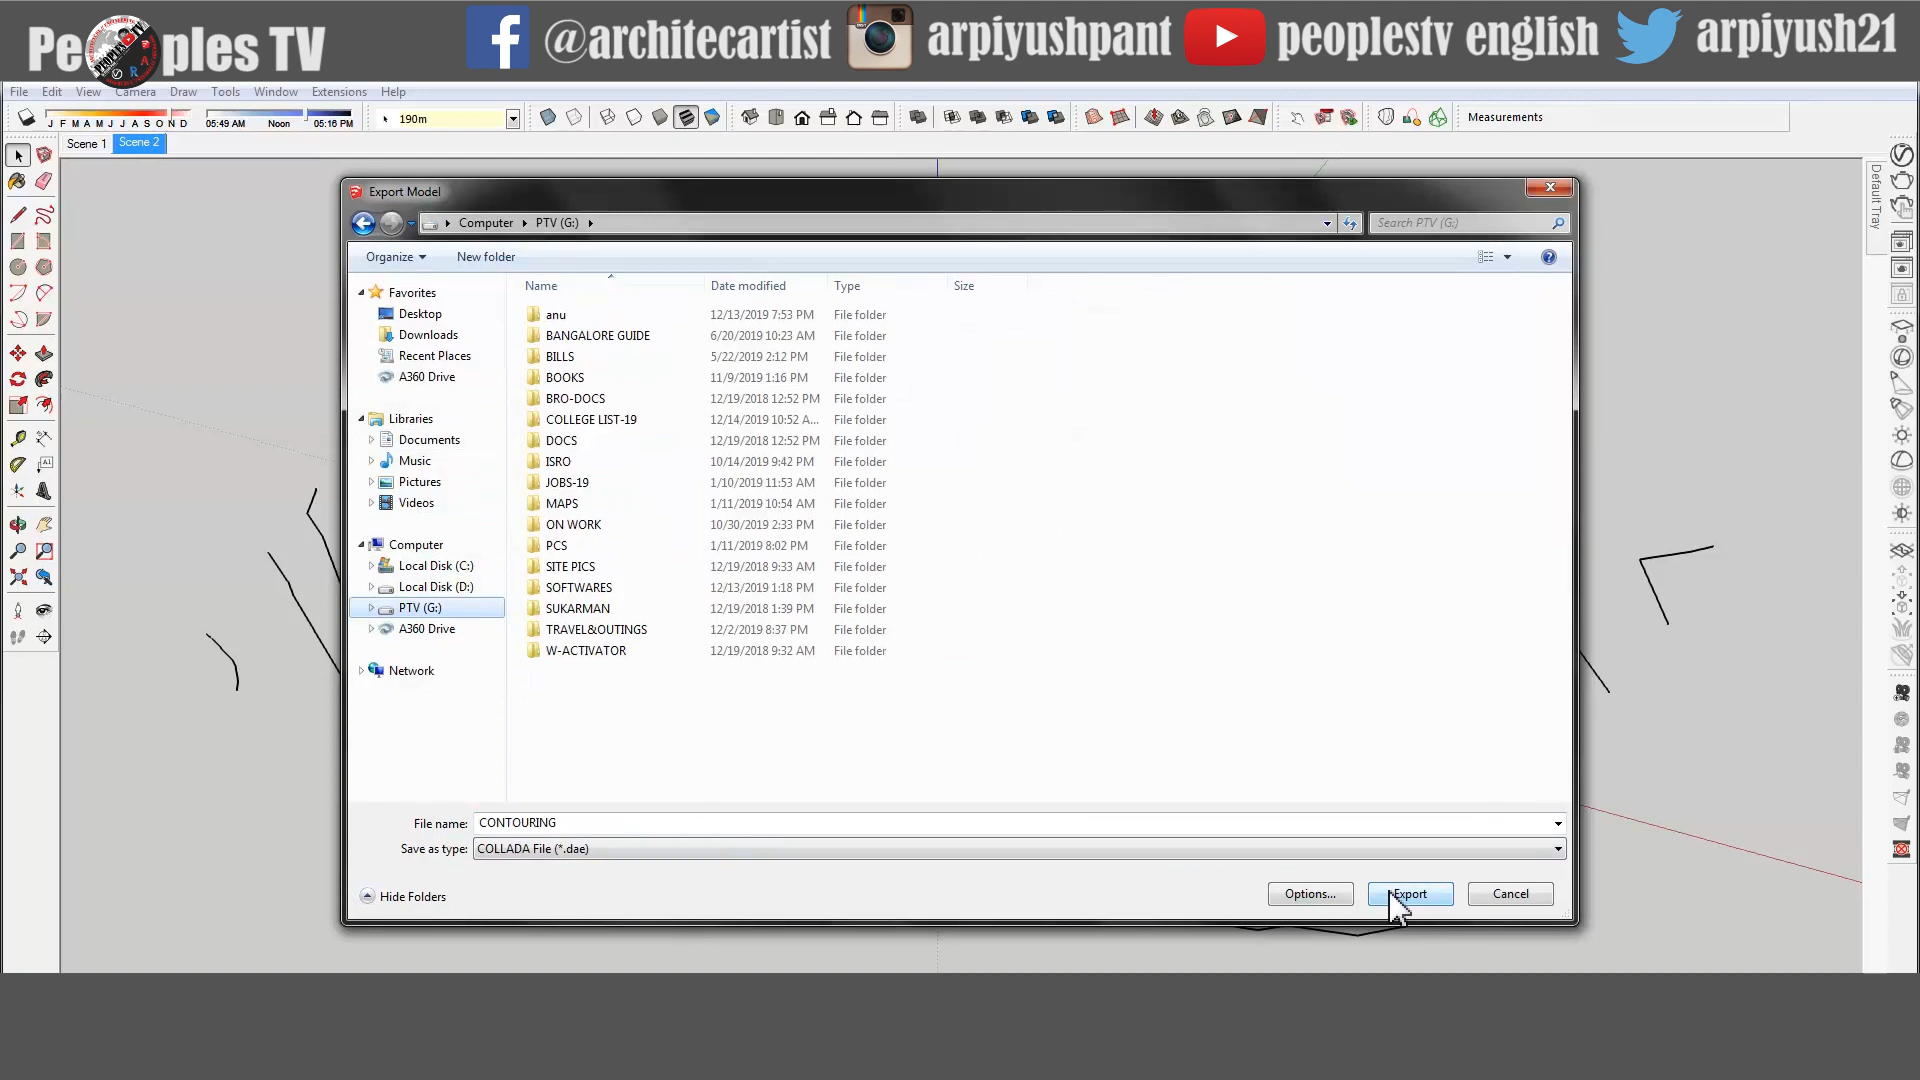 Pe ples TV
@architecartist arpiyushpant peoplestv english arpiyush21
File Edit View Camera Draw Tools Window Extensions Help
J F M A M J J A S O N D 05:49 AM Noon 05:16 PM 190m Measurements
Scene 1 Scene 2
Default Tray
Export Model
Computer PTV (G:) Search PTV (G:)
Organize New folder
Name Date modified Type Size
Favorites
Desktop
Downloads
Recent Places
A360 Drive
Libraries
Documents
Music
Pictures
Videos
Computer
Local Disk (C:)
Local Disk (D:)
PTV (G:)
A360 Drive
Network
anu 12/13/2019 7:53 PM File folder
BANGALORE GUIDE 6/20/2019 10:23 AM File folder
BILLS 5/22/2019 2:12 PM File folder
BOOKS 11/9/2019 1:16 PM File folder
BRO-DOCS 12/19/2018 12:52 PM File folder
COLLEGE LIST-19 12/14/2019 10:52 A... File folder
DOCS 12/19/2018 12:52 PM File folder
ISRO 10/14/2019 9:42 PM File folder
JOBS-19 1/10/2019 11:53 AM File folder
MAPS 1/11/2019 10:54 AM File folder
ON WORK 10/30/2019 2:33 PM File folder
PCS 1/11/2019 8:02 PM File folder
SITE PICS 12/19/2018 9:33 AM File folder
SOFTWARES 12/13/2019 1:18 PM File folder
SUKARMAN 12/19/2018 1:39 PM File folder
TRAVEL&OUTINGS 12/2/2019 8:37 PM File folder
W-ACTIVATOR 12/19/2018 9:32 AM File folder
File name: CONTOURING
Save as type: COLLADA File (*.dae)
Hide Folders Options... Export Cancel